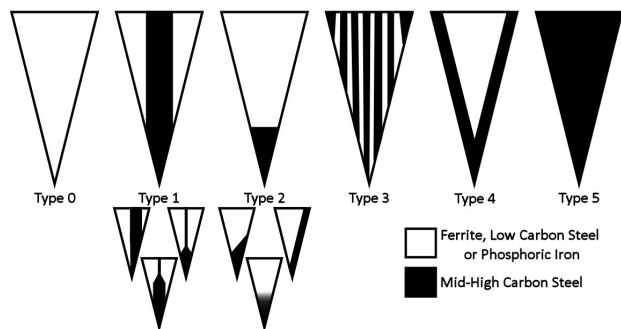 Type 0
Type 1
Type 2
Type 3
Type 4
Type 5
Ferrite, Low Carbon Steel
or Phosphoric Iron
Mid-High Carbon Steel